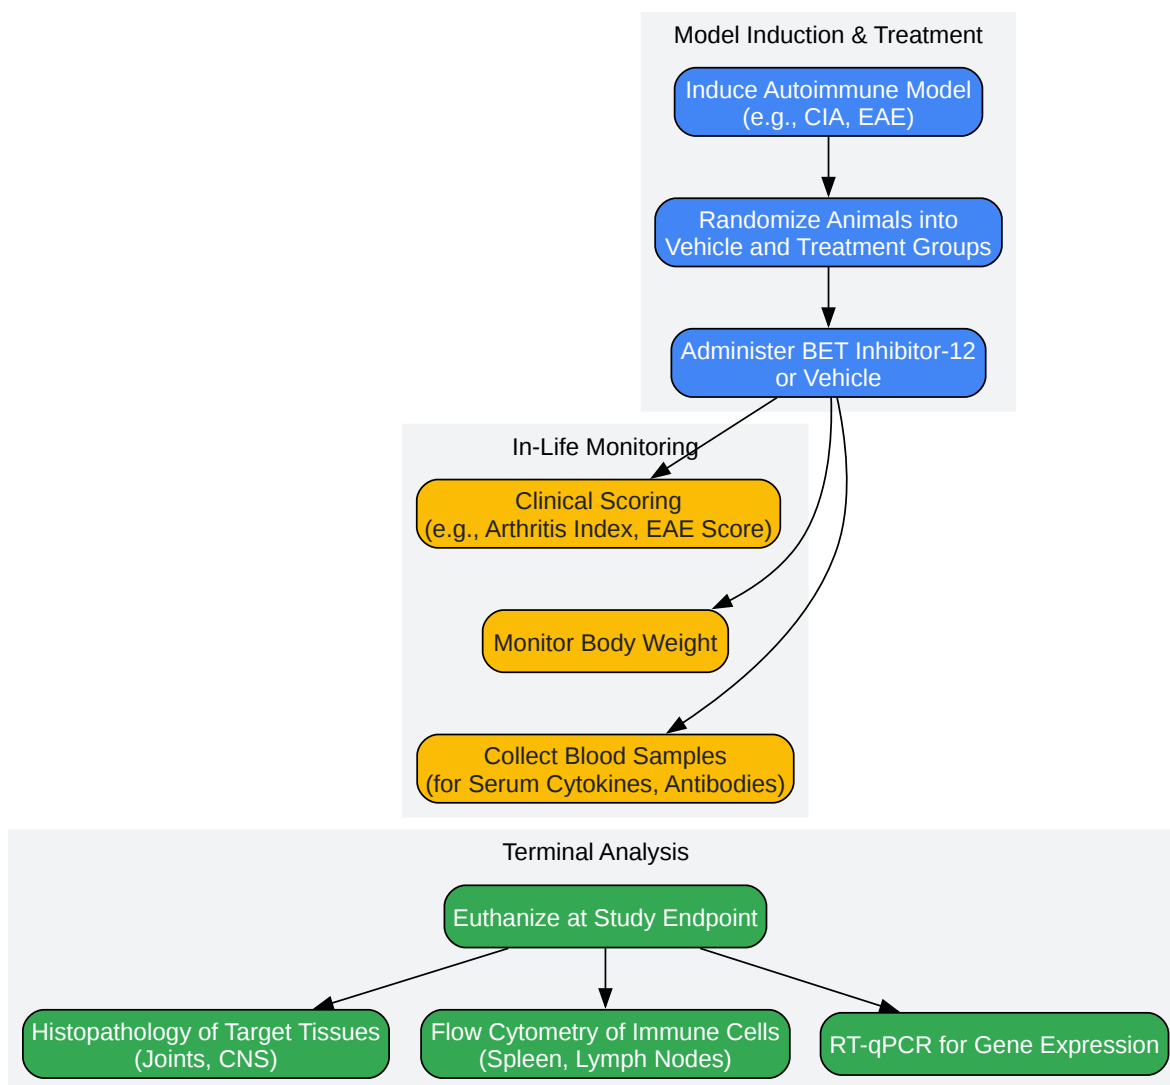 Model Induction & Treatment
Induce Autoimmune Model
(e.g., CIA, EAE)
Randomize Animals into
Vehicle and Treatment Groups
Administer BET Inhibitor-12
or Vehicle
In-Life Monitoring
Clinical Scoring
(e.g., Arthritis Index, EAE Score)
Monitor Body Weight
Collect Blood Samples
(for Serum Cytokines, Antibodies)
Terminal Analysis
Euthanize at Study Endpoint
Histopathology of Target Tissues
(Joints, CNS)
Flow Cytometry of Immune Cells
(Spleen, Lymph Nodes)
RT-qPCR for Gene Expression